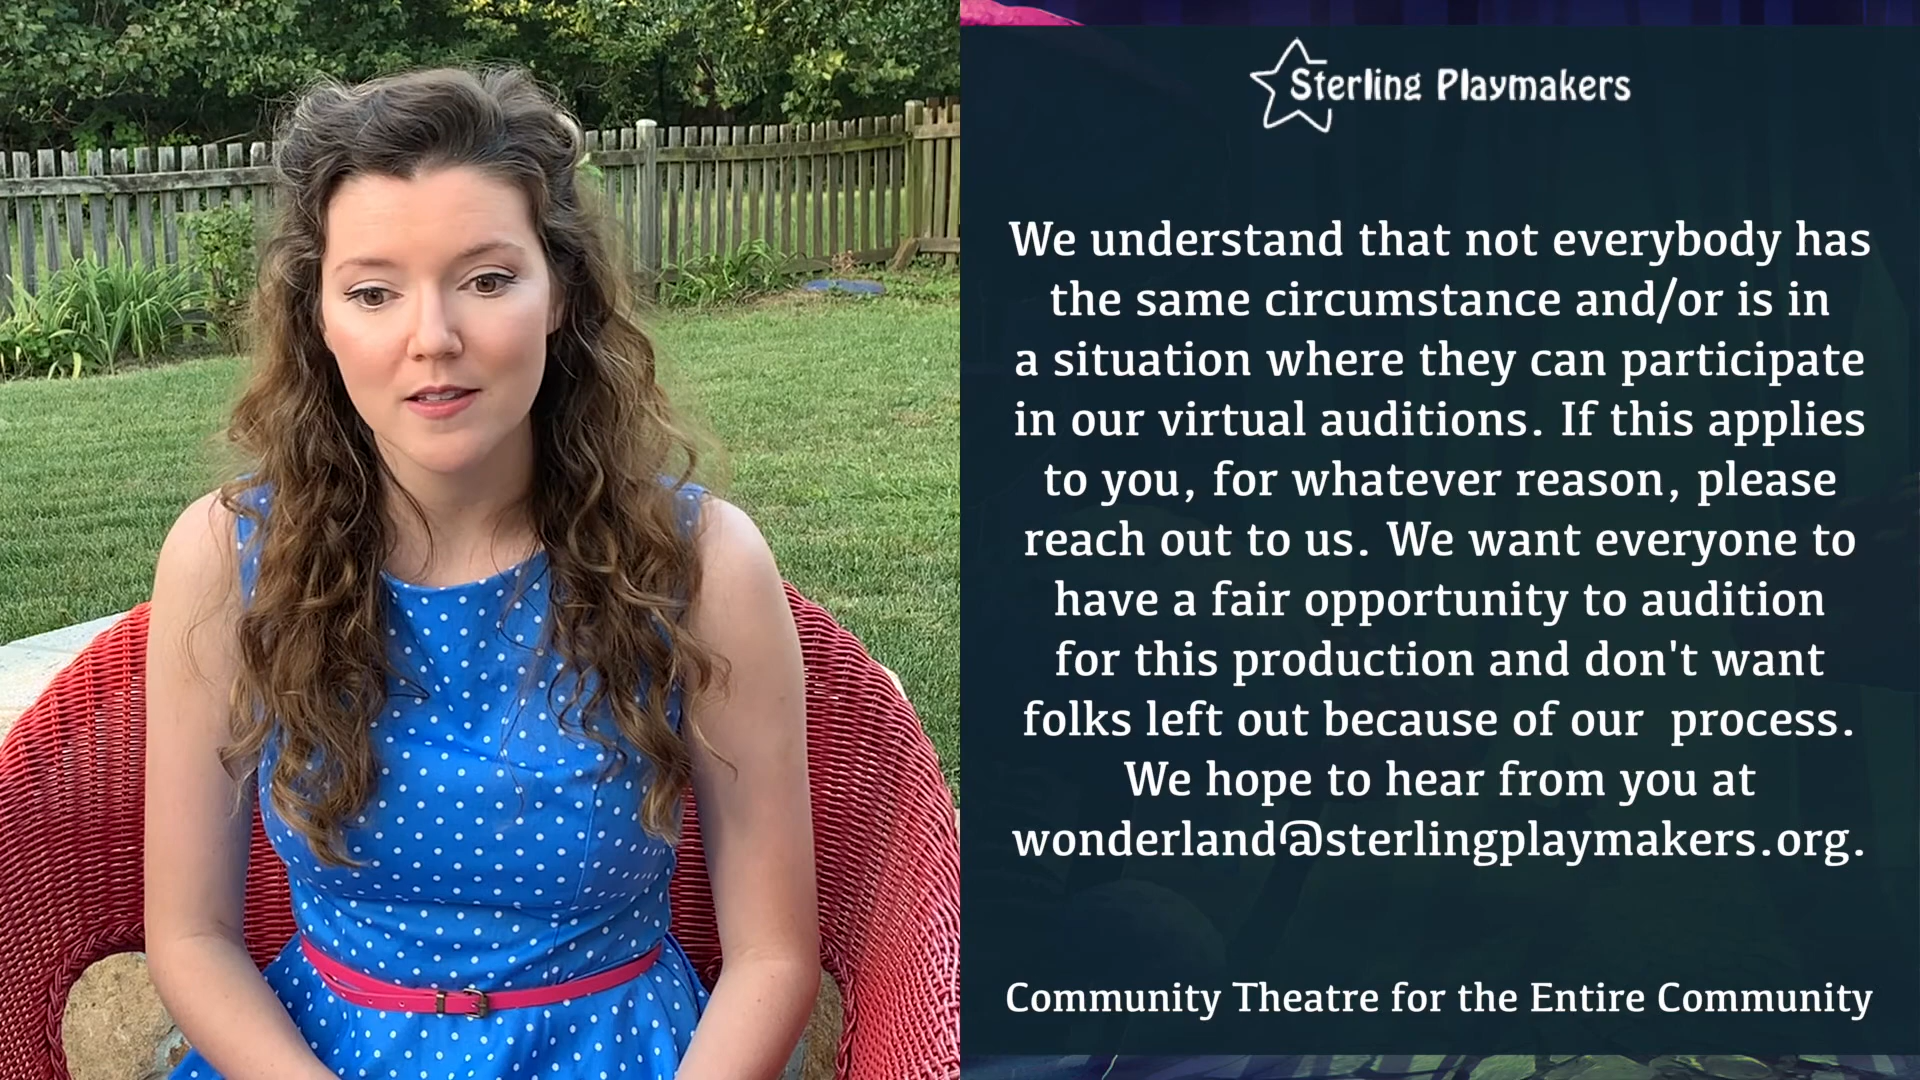 Sterling Playmakers
We understand that not everybody has
the same circumstance and/or is in
a situation where they can participate
in our virtual auditions. If this applies
to you, for whatever reason, please
reach out to us. We want everyone to
have a fair opportunity to audition
for this production and don't want
folks left out because of our  process.
We hope to hear from you at
wonderland@sterlingplaymakers.org.
Community Theatre for the Entire Community